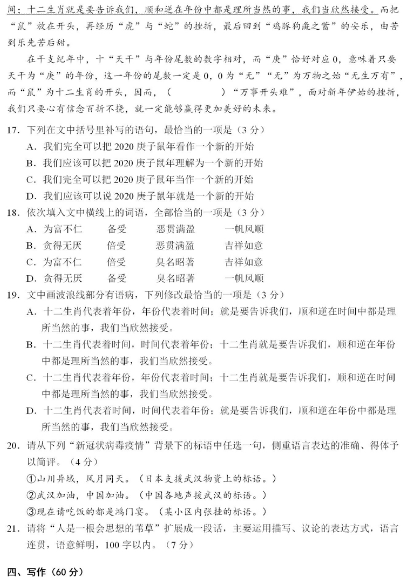 间；十二生肖就是要告诉我们，顺和逆在年份中都是理所当然的事，我们当欣然接受。而把
“鼠”放在开头，再经历“虎”与“蛇”的挫折，最后回到“鸡豚狗彘之蓄”的安乐，由苦
到乐先苦后甜。
在干支纪年中，十“天干”与年份尾数的数字相对，而“庚”恰好对应 0，意味着只要
天干为“庚”的年份，这一年份的尾数一定是 0，0 为“无”“无”为万物之始“无生万有”，
而“鼠”为十二生肖的开头，因而，（                ）“万事开头难”，面对新年伊始的挫折，
我们只要心有信念百折不挠，就一定能够赢得更加美好的未来。
17．下列在文中括号里补写的语句，最恰当的一项是（3 分）
A．我们完全可以把 2020 庚子鼠年看作一个新的开始
B．我们应该可以把 2020 庚子鼠年理解为一个新的开始
C．我们完全可以把 2020 庚子鼠年当作一个新的开始
D．我们应该可以说 2020 庚子鼠年就是一个新的开始
18．依次填入文中横线上的词语，全部恰当的一项是（3 分）
A．为富不仁 备受 恶贯满盈 一帆风顺
B．贪得无厌 倍受 恶贯满盈 吉祥如意
C．为富不仁 倍受 臭名昭著 吉祥如意
D．贪得无厌 备受 臭名昭著 一帆风顺
19．文中画波浪线部分有语病，下列修改最恰当的一项是（3 分）
A．十二生肖代表着年份，年份代表着时间；就是要告诉我们，顺和逆在时间中都是理
所当然的事，我们当欣然接受。
B．十二生肖代表着时间，时间代表着年份；十二生肖就是要告诉我们，顺和逆在年份
中都是理所当然的事，我们当欣然接受。
C．十二生肖代表着年份，年份代表着时间；十二生肖就是要告诉我们，顺和逆在时间
中都是理所当然的事，我们当欣然接受。
D．十二生肖代表着时间，时间代表着年份；就是要告诉我们，顺和逆在年份中都是理
所当然的事，我们当欣然接受。
20．请从下列“新冠状病毒疫情”背景下的标语中任选一句，侧重语言表达的准确、得体予
以简评。（4 分）
①山川异域，风月同天。（日本支援武汉物资上的标语。）
②武汉加油，中国加油。（中国各地声援武汉的标语。）
③现在请吃饭的都是鸿门宴。（某小区内张挂的标语。）
21．请将“人是一根会思想的苇草”扩展成一段话，主要运用描写、议论的表达方式，语言
连贯，语意鲜明，100 字以内。（7 分）
四、写作（60 分）